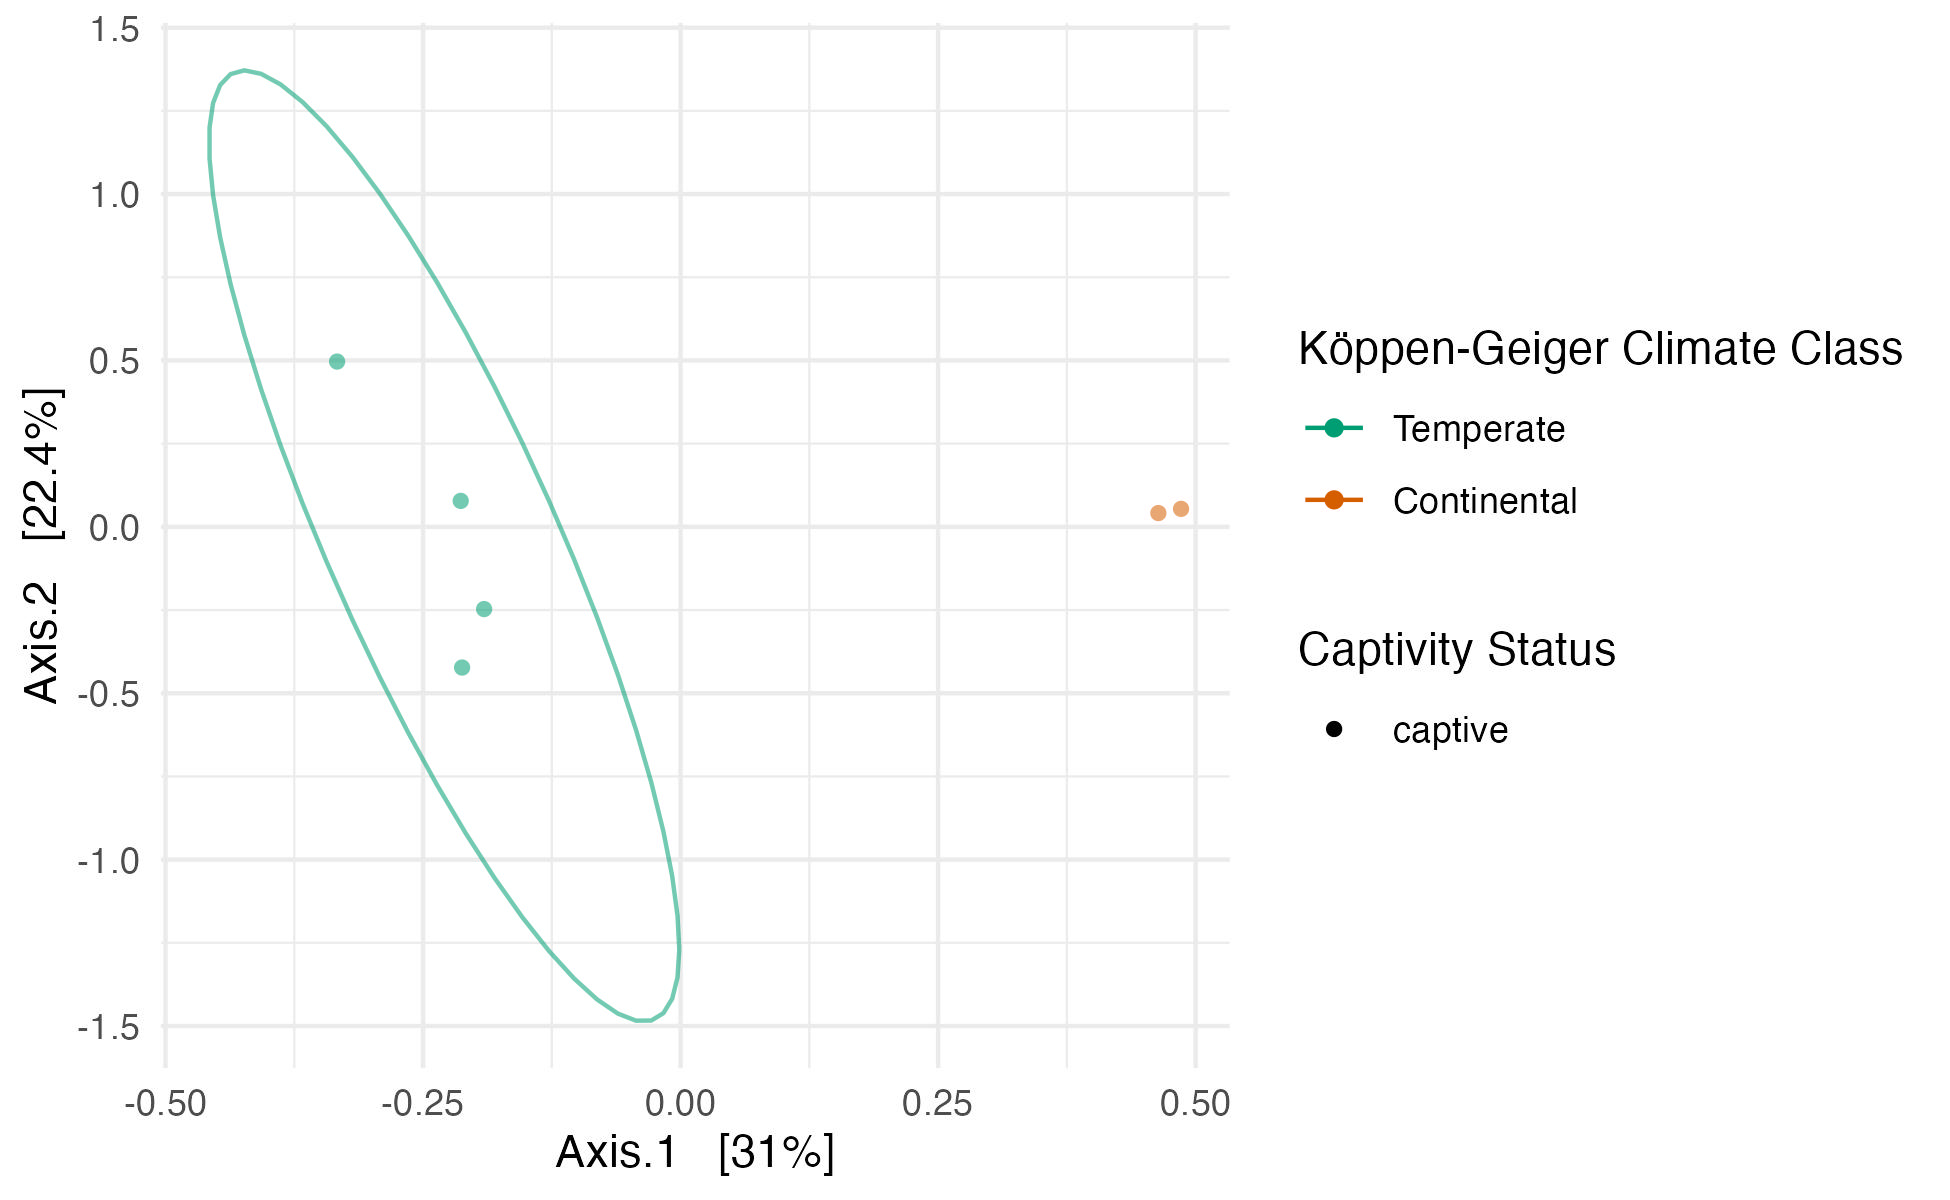 1.5
1.0
0.5
0.0
-0.5
-1.0
-1.5
Axis.2 [22.4%]
-0.50 -0.25 0.00 0.25 0.50
Axis.1 [31%]
Köppen-Geiger Climate Class
Temperate
Continental
Captivity Status
captive